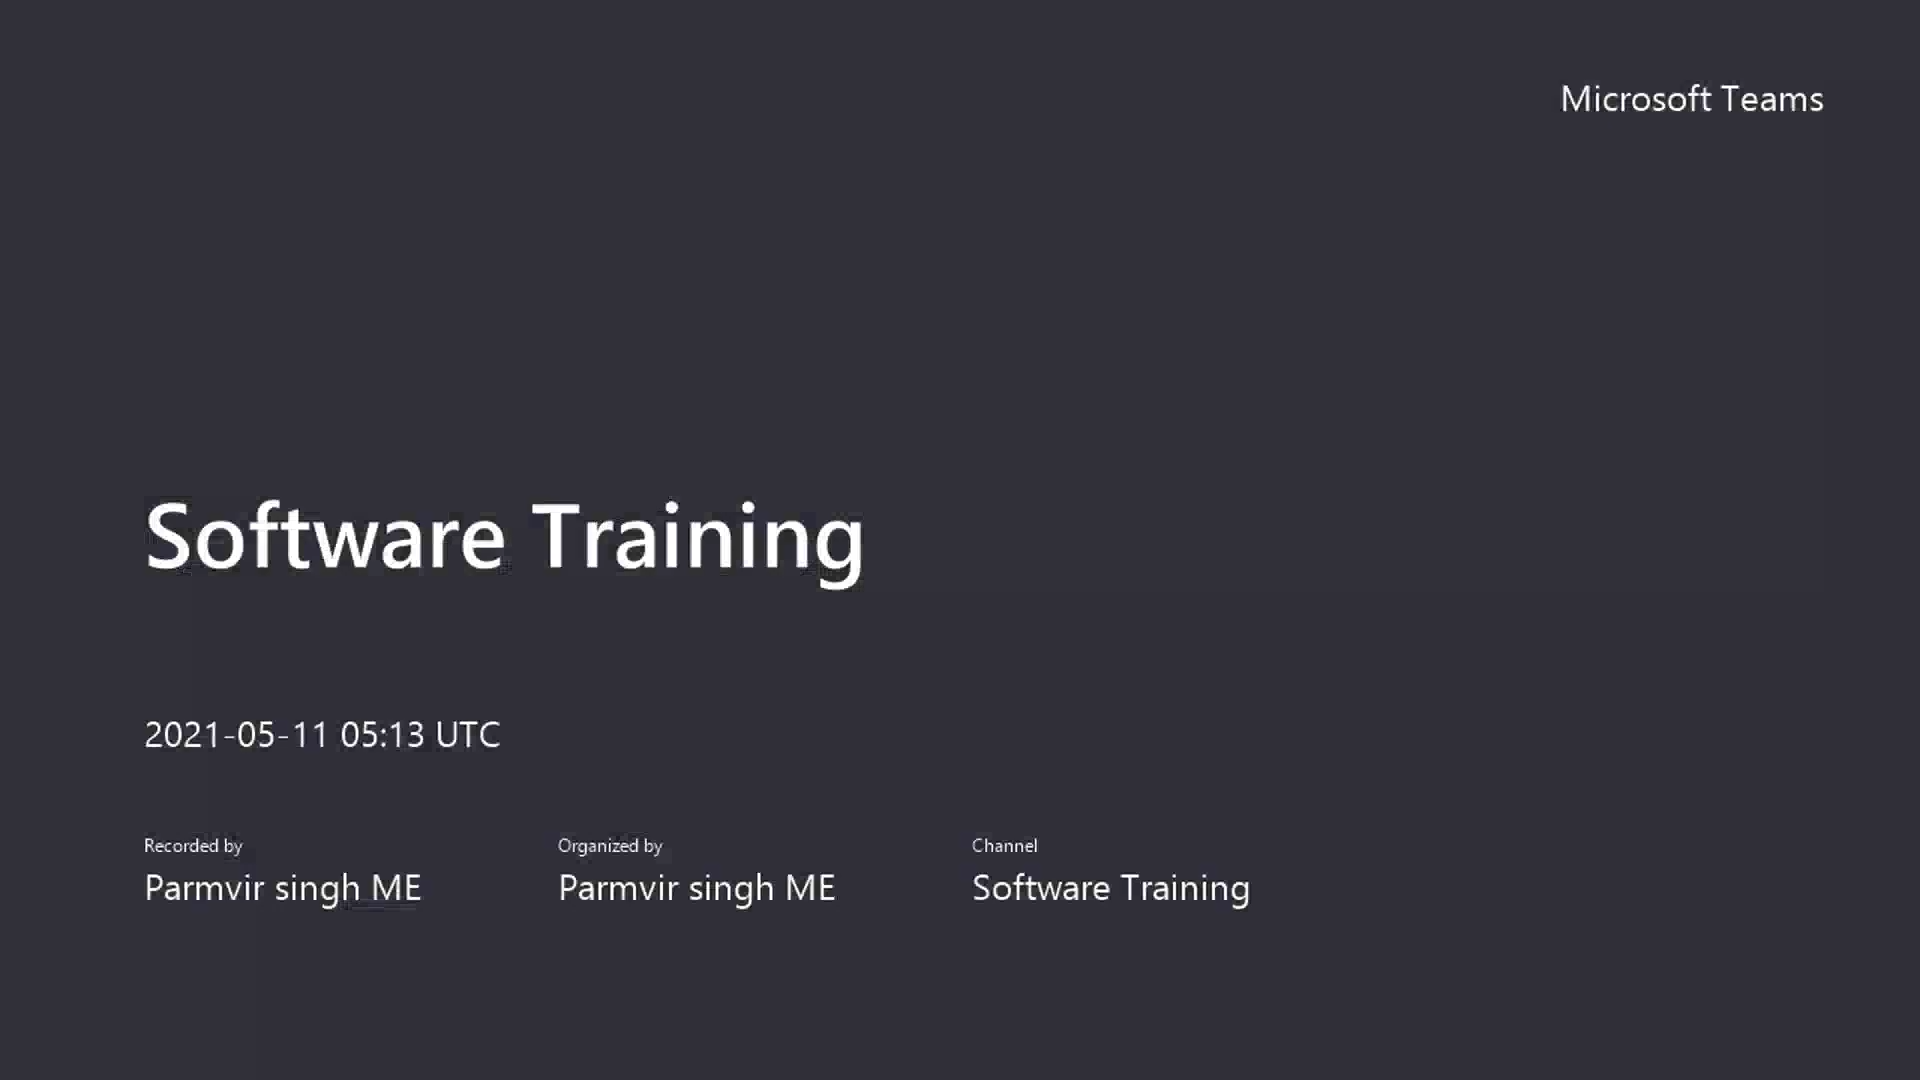 Microsoft Teams
Software Training
2021-05-11 05:13 UTC
Recorded by
Parmvir singh ME
Organized by
Parmvir singh ME
Channel
Software Training